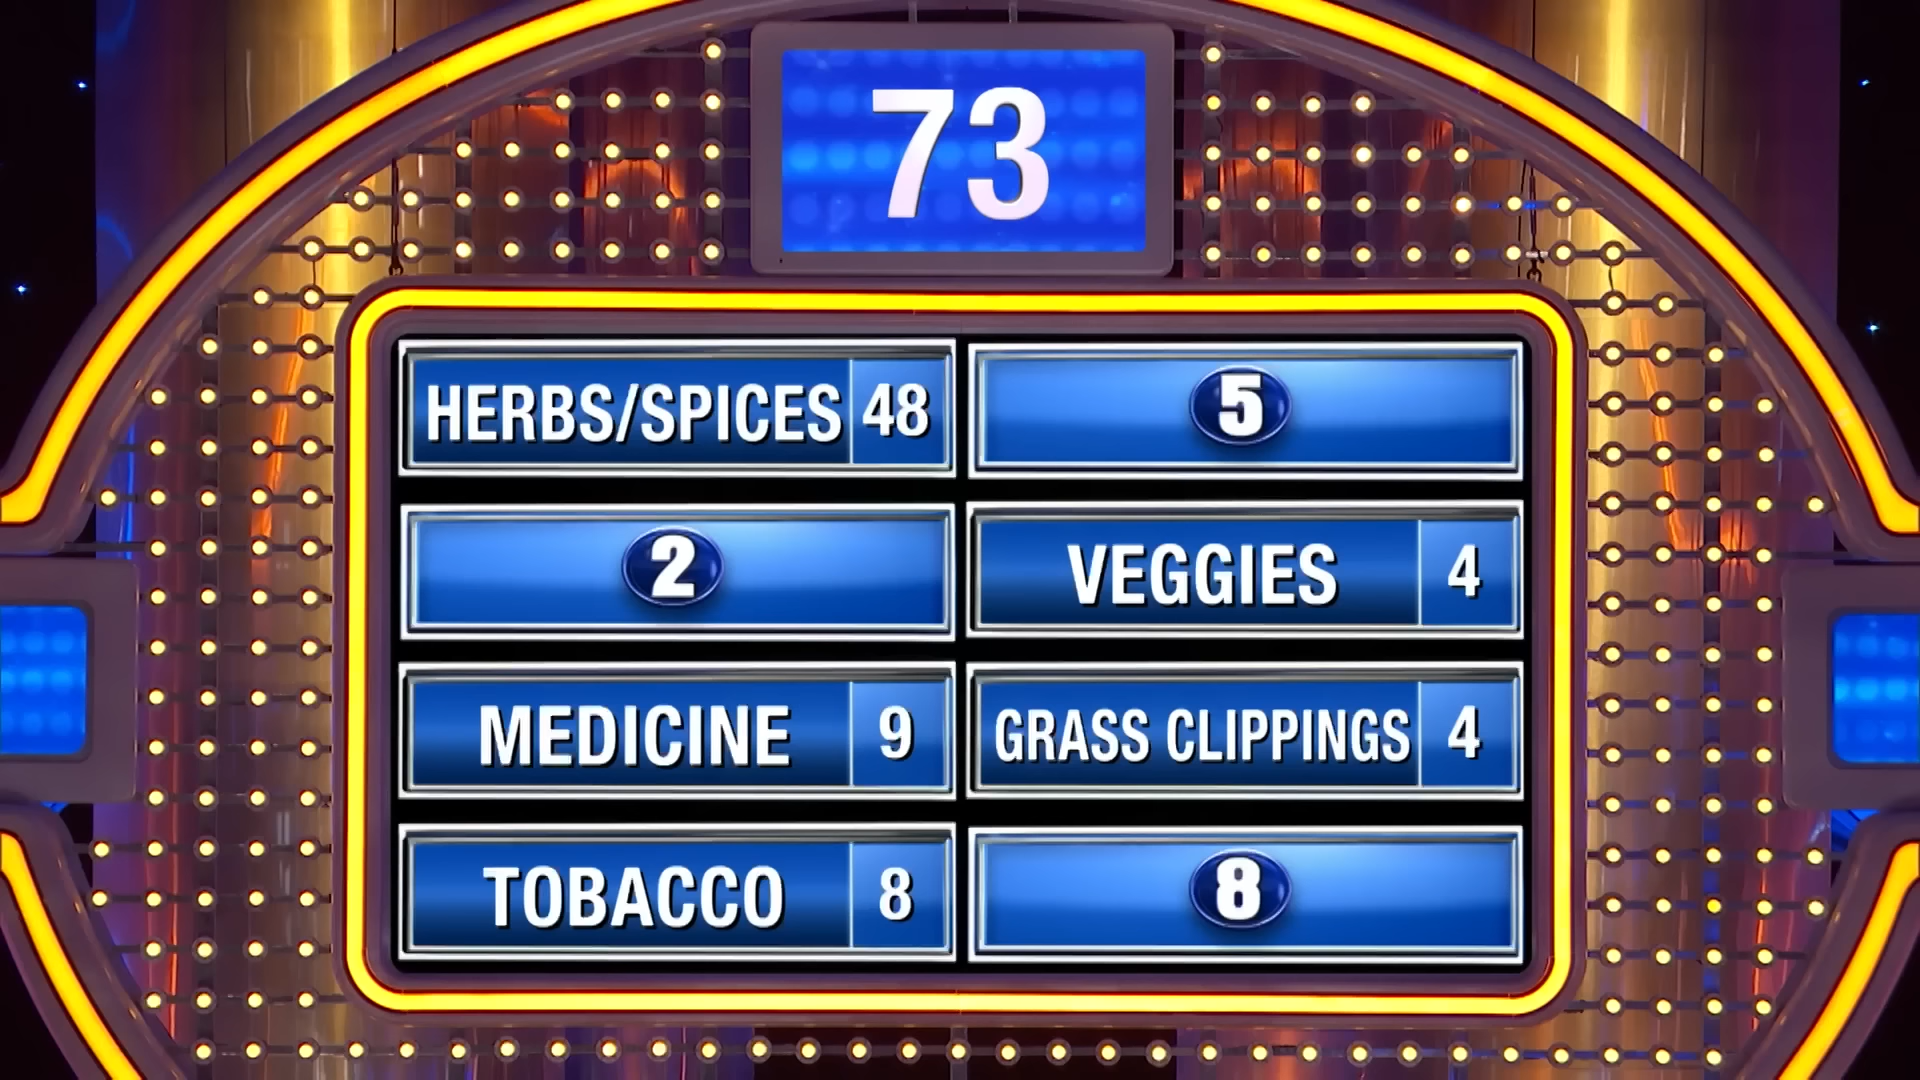 73
HERBS/SPICES 48
5
2
VEGGIES 4
MEDICINE 9
GRASS CLIPPINGS 4
TOBACCO 8
8